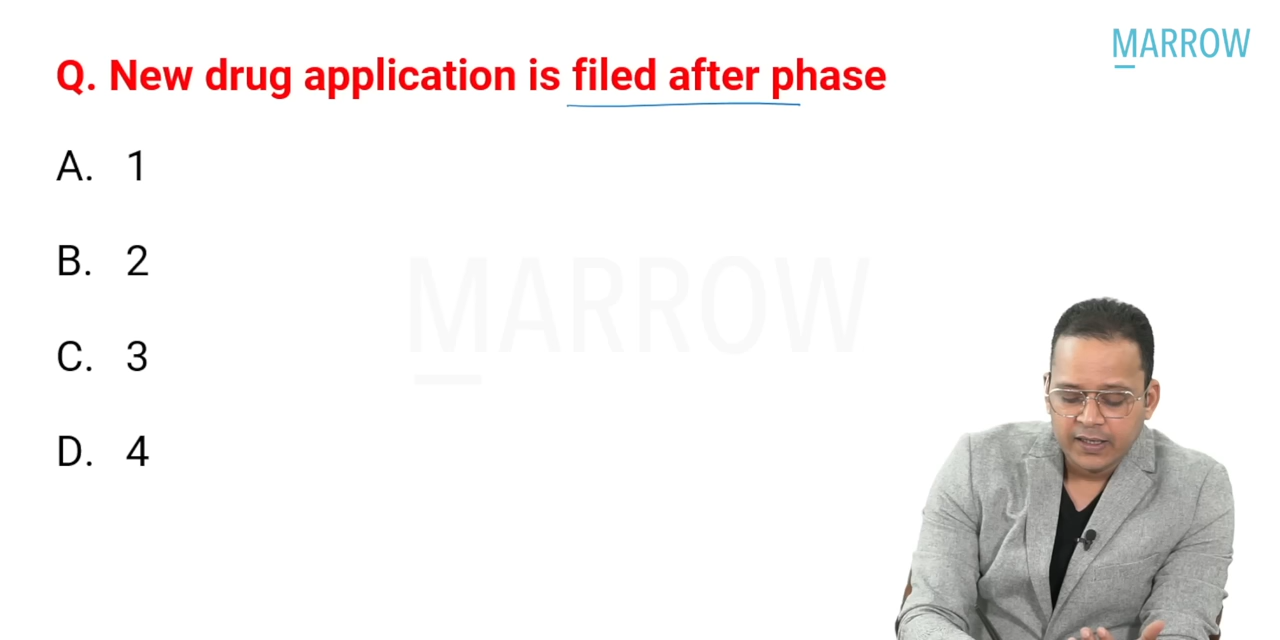 MARROW
Q. New drug application is filed after phase
A. 1
B. 2
MARROW
C. 3
D. 4